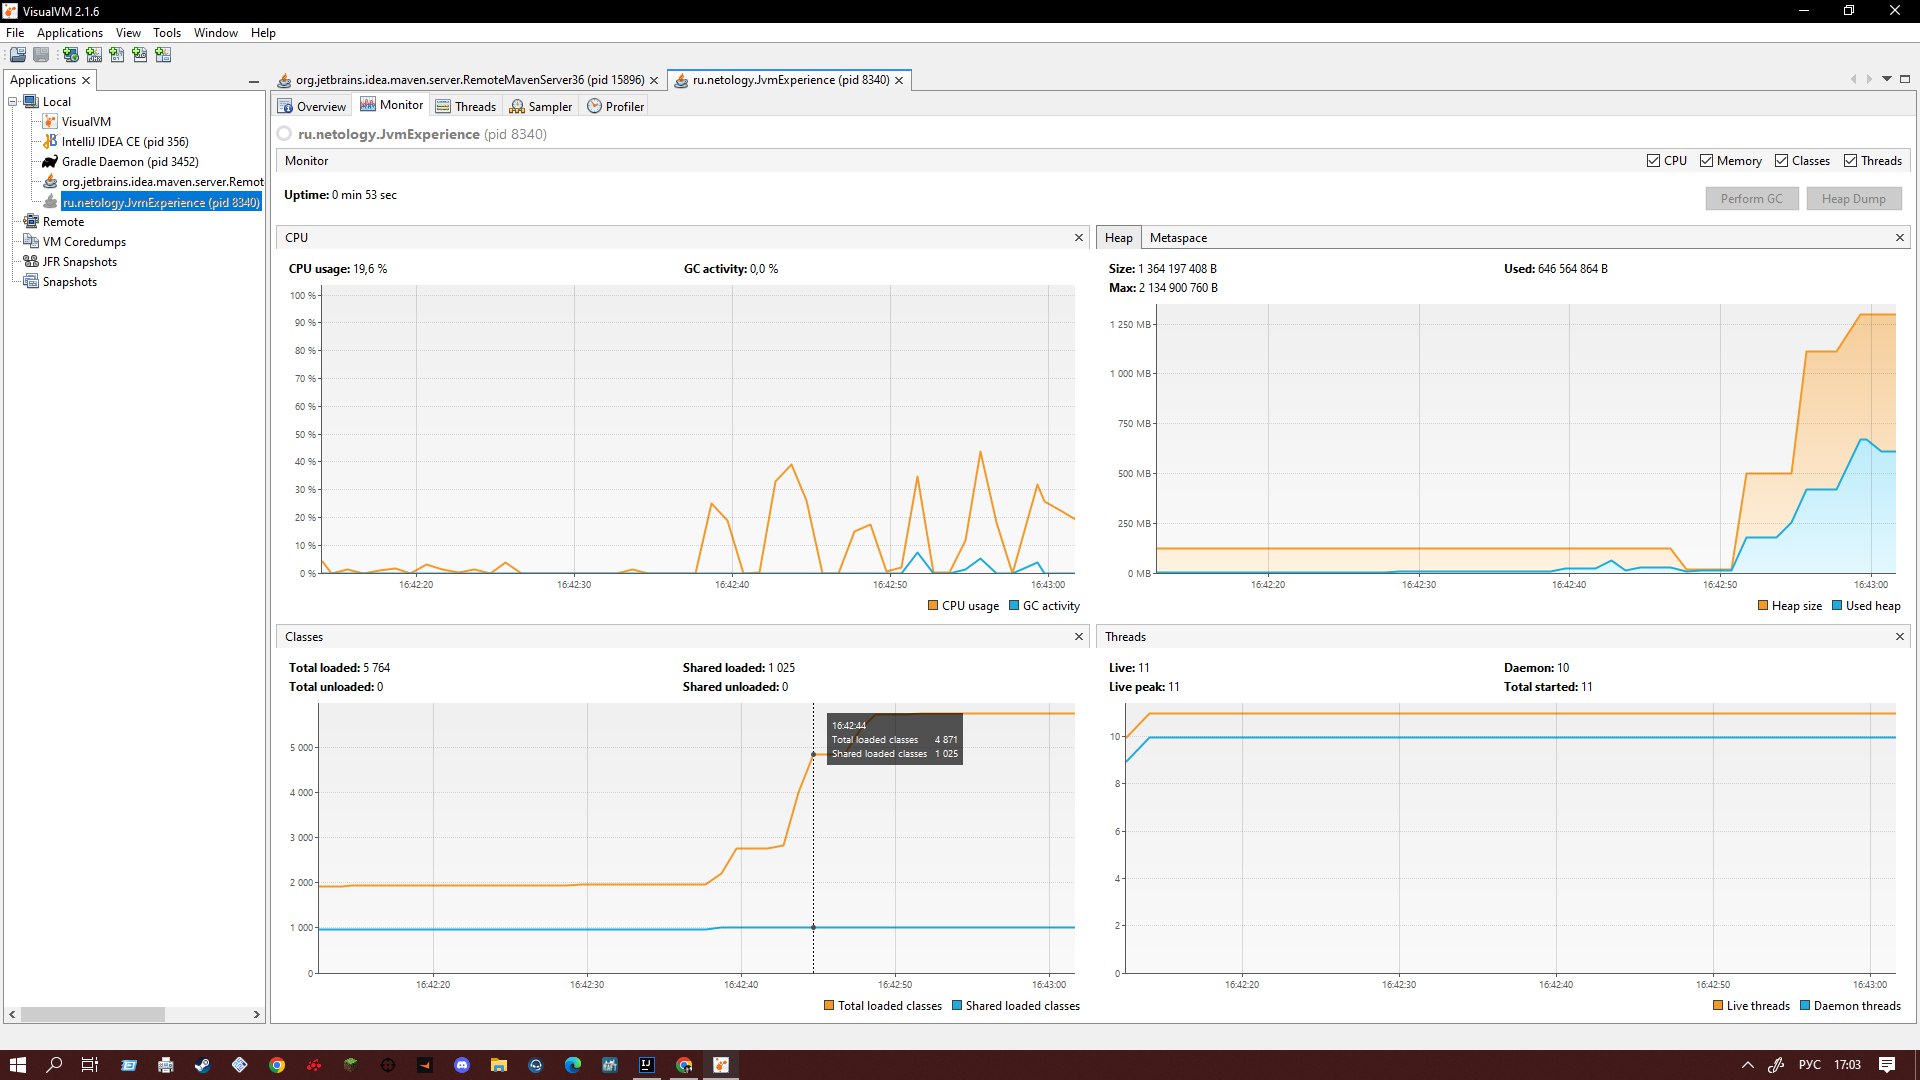 VisualVM 2.1.6
File Applications View Tools Window Help
Applications
Local
VisualVM
IntelliJ IDEA CE (pid 356)
Gradle Daemon (pid 3452)
org.jetbrains.idea.maven.server.Remot
ru.netology.JvmExperience (pid 8340)
Remote
VM Coredumps
JFR Snapshots
Snapshots
org.jetbrains.idea.maven.server.RemoteMavenServer36 (pid 15896)
ru.netology.JvmExperience (pid 8340)
Overview Monitor Threads Sampler Profiler
ru.netology.JvmExperience (pid 8340)
Monitor
CPU Memory Classes Threads
Uptime: 0 min 53 sec
Perform GC Heap Dump
CPU
CPU usage: 19,6 % GC activity: 0,0 %
100 %
90 %
80 %
70 %
60 %
50 %
40 %
30 %
20 %
10 %
0 %
16:42:20 16:42:30 16:42:40 16:42:50 16:43:00
CPU usage GC activity
Heap Metaspace
Size: 1 364 197 408 B Used: 646 564 864 B
Max: 2 134 900 760 B
1 250 MB
1 000 MB
750 MB
500 MB
250 MB
0 MB
16:42:20 16:42:30 16:42:40 16:42:50 16:43:00
Heap size Used heap
Classes
Total loaded: 5 764 Shared loaded: 1 025
Total unloaded: 0 Shared unloaded: 0
16:42:44
Total loaded classes 4 871
Shared loaded classes 1 025
5 000
4 000
3 000
2 000
1 000
0
16:42:20 16:42:30 16:42:40 16:42:50 16:43:00
Total loaded classes Shared loaded classes
Threads
Live: 11 Daemon: 10
Live peak: 11 Total started: 11
10
8
6
4
2
0
16:42:20 16:42:30 16:42:40 16:42:50 16:43:00
Live threads Daemon threads
РУС 17:03